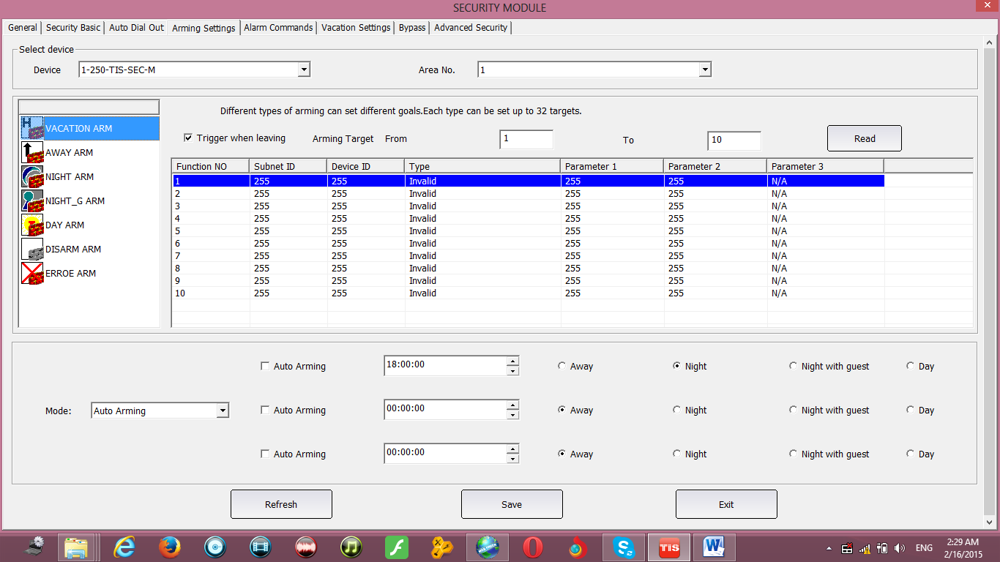 SECURITY MODULE
General Security Basic Auto Dial Out Arming Settings Alarm Commands Vacation Settings Bypass Advanced Security
Select device
Device 1-250-TIS-SEC-M Area No. 1
Different types of arming can set different goals.Each type can be set up to 32 targets.
VACATION ARM
AWAY ARM
NIGHT ARM
NIGHT_G ARM
DAY ARM
DISARM ARM
ERROE ARM
Trigger when leaving Arming Target From 1 To 10 Read
Function NO Subnet ID Device ID Type Parameter 1 Parameter 2 Parameter 3
1 255 255 Invalid 255 255 N/A
2 255 255 Invalid 255 255 N/A
3 255 255 Invalid 255 255 N/A
4 255 255 Invalid 255 255 N/A
5 255 255 Invalid 255 255 N/A
6 255 255 Invalid 255 255 N/A
7 255 255 Invalid 255 255 N/A
8 255 255 Invalid 255 255 N/A
9 255 255 Invalid 255 255 N/A
10 255 255 Invalid 255 255 N/A
Auto Arming 18:00:00 Away Night Night with guest Day
Mode: Auto Arming Auto Arming 00:00:00 Away Night Night with guest Day
Auto Arming 00:00:00 Away Night Night with guest Day
Refresh Save Exit
TIS
ENG 2:29 AM
2/16/2015